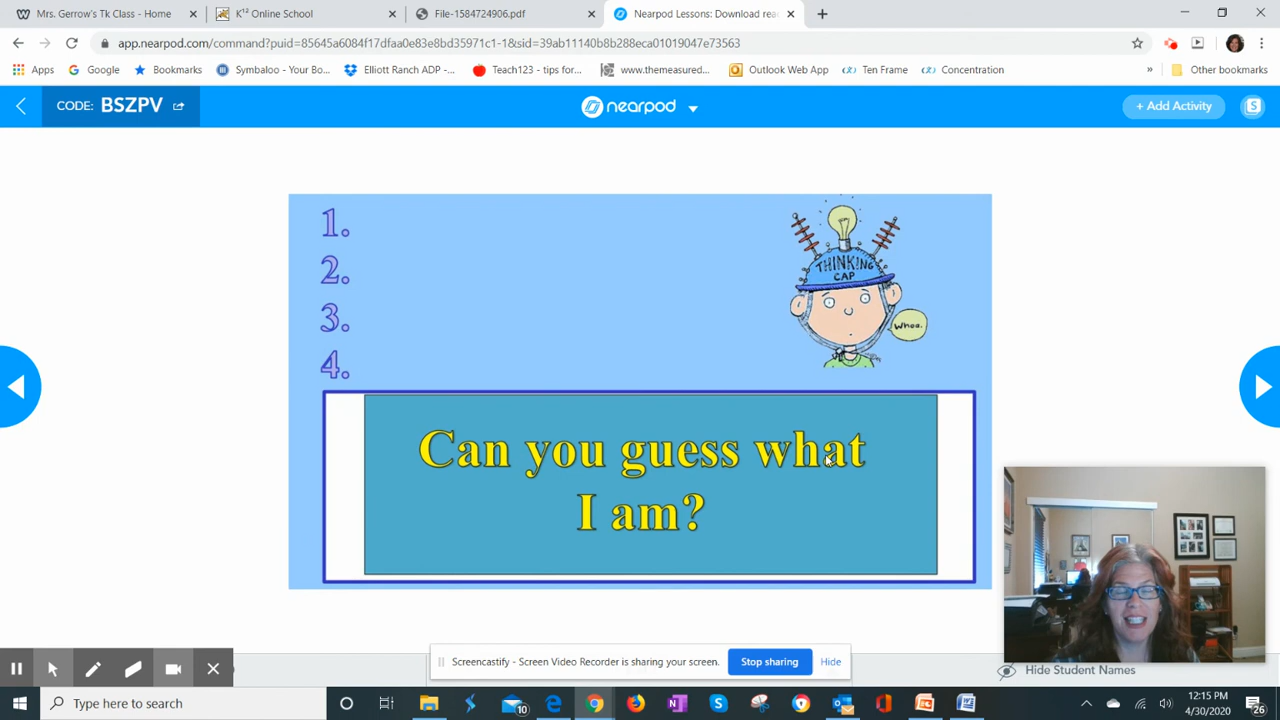 Mrs. Gerrow's Tk Class - Home
K¹² Online School
File-1584724906.pdf
Nearpod Lessons: Download rea
app.nearpod.com/command?puid=85645a6084f17dfaa0e83e8bd35971c1-1&sid=39ab11140b8b288eca01019047e73563
Apps
Google
Bookmarks
Symbaloo - Your Bo...
Elliott Ranch ADP -...
Teach123 - tips for...
www.themeasured...
Outlook Web App
Ten Frame
Concentration
»
Other bookmarks
CODE: BSZPV
nearpod
+ Add Activity
S
1.
2.
3.
4.
THINKING
CAP
Whoa.
Can you guess what
I am?
Screencastify - Screen Video Recorder is sharing your screen.
Stop sharing
Hide
Hide Student Names
Type here to search
10
12:15 PM
4/30/2020
26